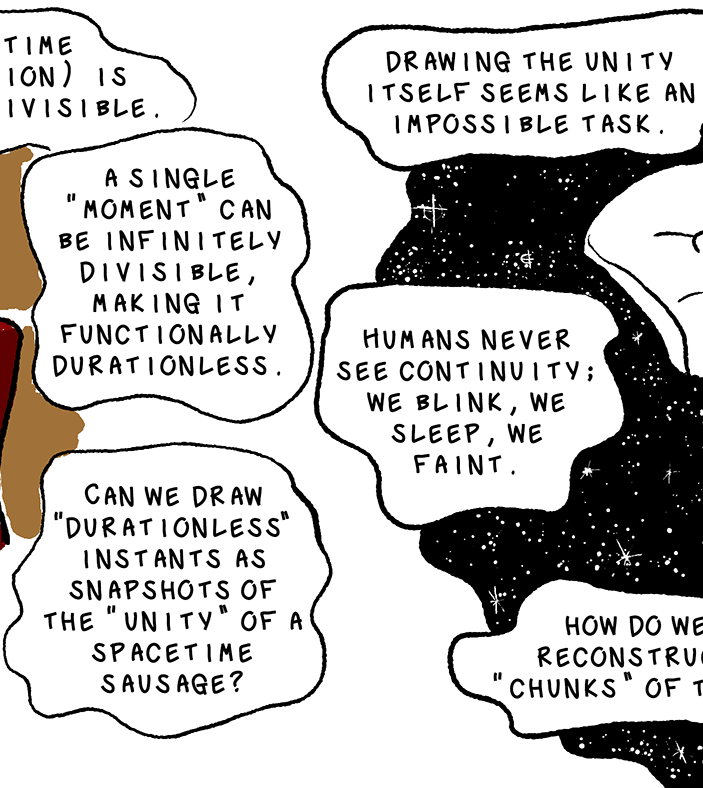 TIME
ION) IS
IVISIBLE.
A SINGLE
"MOMENT" CAN
BE INFINITELY
DIVISIBLE,
MAKING IT
FUNCTIONALLY
DURATIONLESS.
CAN WE DRAW
"DURATIONLESS"
INSTANTS AS
SNAPSHOTS OF
THE "UNITY" OF A
SPACETIME
SAUSAGE?
DRAWING THE UNITY
ITSELF SEEMS LIKE AN
IMPOSSIBLE TASK.
HUMANS NEVER
SEE CONTINUITY;
WE BLINK, WE
SLEEP, WE
FAINT.
HOW DO WE
RECONSTRUC
"CHUNKS" OF T